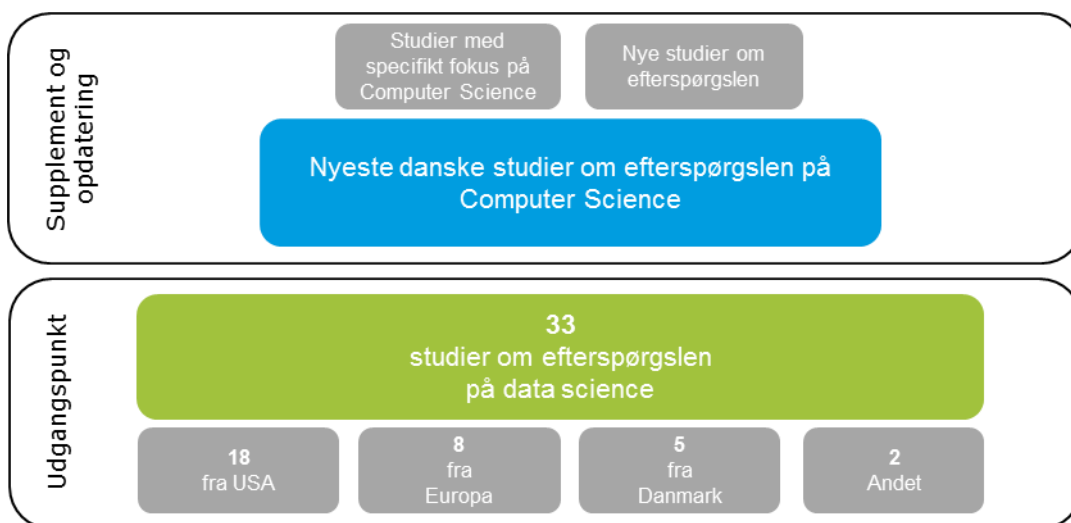 Supplement og
opdatering
Studier med
specifikt fokus på
Computer Science
Nye studier om
efterspørgslen
Nyeste danske studier om efterspørgslen på
Computer Science
Udgangspunkt
33
studier om efterspørgslen
på data science
18
fra USA
8
fra
Europa
5
fra
Danmark
2
Andet